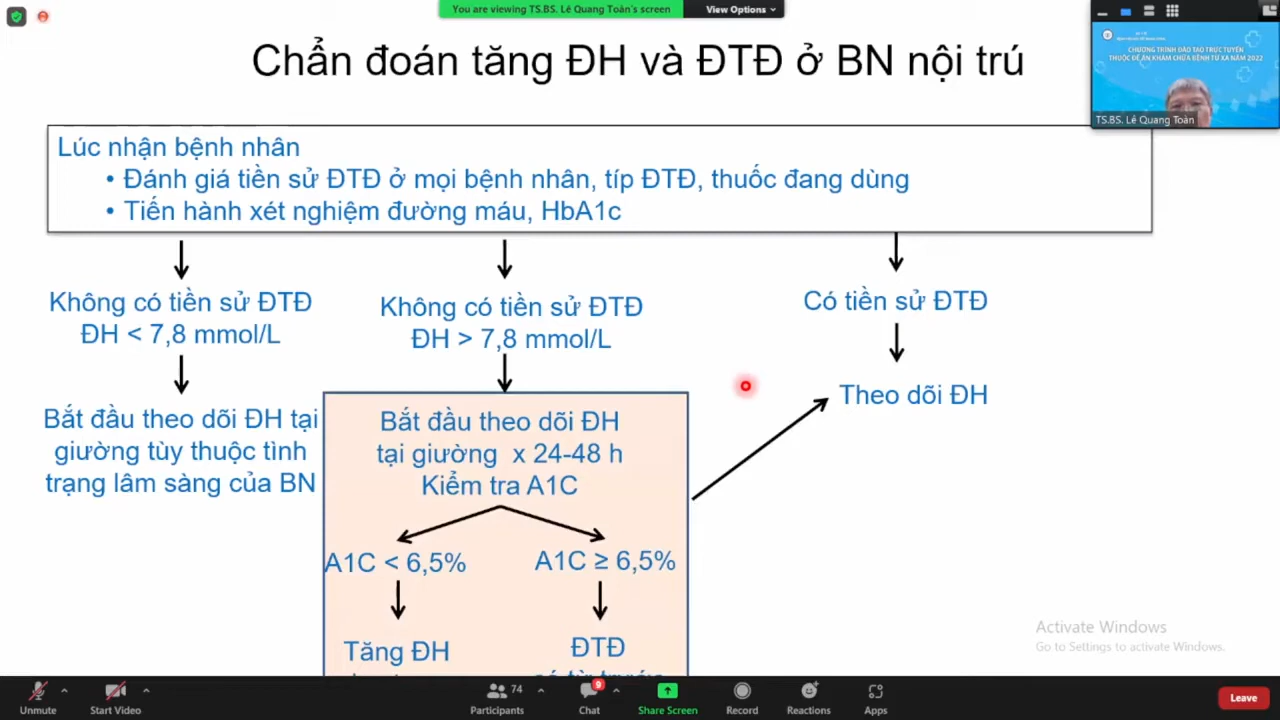 You are viewing TS.BS. Lê Quang Toàn's screen
View Options
Chẩn đoán tăng ĐH và ĐTĐ ở BN nội trú
CHƯƠNG TRÌNH ĐÀO TẠO TRỰC TUYẾN
THUỘC ĐỀ ÁN KHÁM CHỮA BỆNH TỪ XA NĂM 2022
TS.BS. Lê Quang Toàn
Lúc nhận bệnh nhân
• Đánh giá tiền sử ĐTĐ ở mọi bệnh nhân, típ ĐTĐ, thuốc đang dùng
• Tiến hành xét nghiệm đường máu, HbA1c
Không có tiền sử ĐTĐ
ĐH < 7,8 mmol/L
Bắt đầu theo dõi ĐH tại
giường tùy thuộc tình
trạng lâm sàng của BN
Không có tiền sử ĐTĐ
ĐH > 7,8 mmol/L
Bắt đầu theo dõi ĐH
tại giường x 24-48 h
Kiểm tra A1C
A1C < 6,5%
A1C ≥ 6,5%
Tăng ĐH
ĐTĐ
Có tiền sử ĐTĐ
Theo dõi ĐH
Activate Windows
Go to Settings to activate Windows.
Unmute
Start Video
74
Participants
9
Chat
Share Screen
Record
Reactions
Apps
Leave